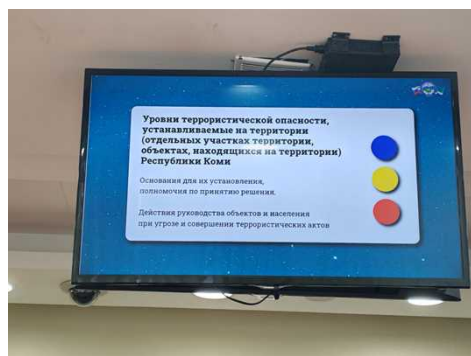 Уровни террористической опасности,
устанавливаемые на территории
(отдельных участках территории,
объектах, находящихся на территории)
Республики Коми
Основания для их установления,
полномочия по принятию решения.
Действия руководства объектов и населения
при угрозе и совершении террористических актов